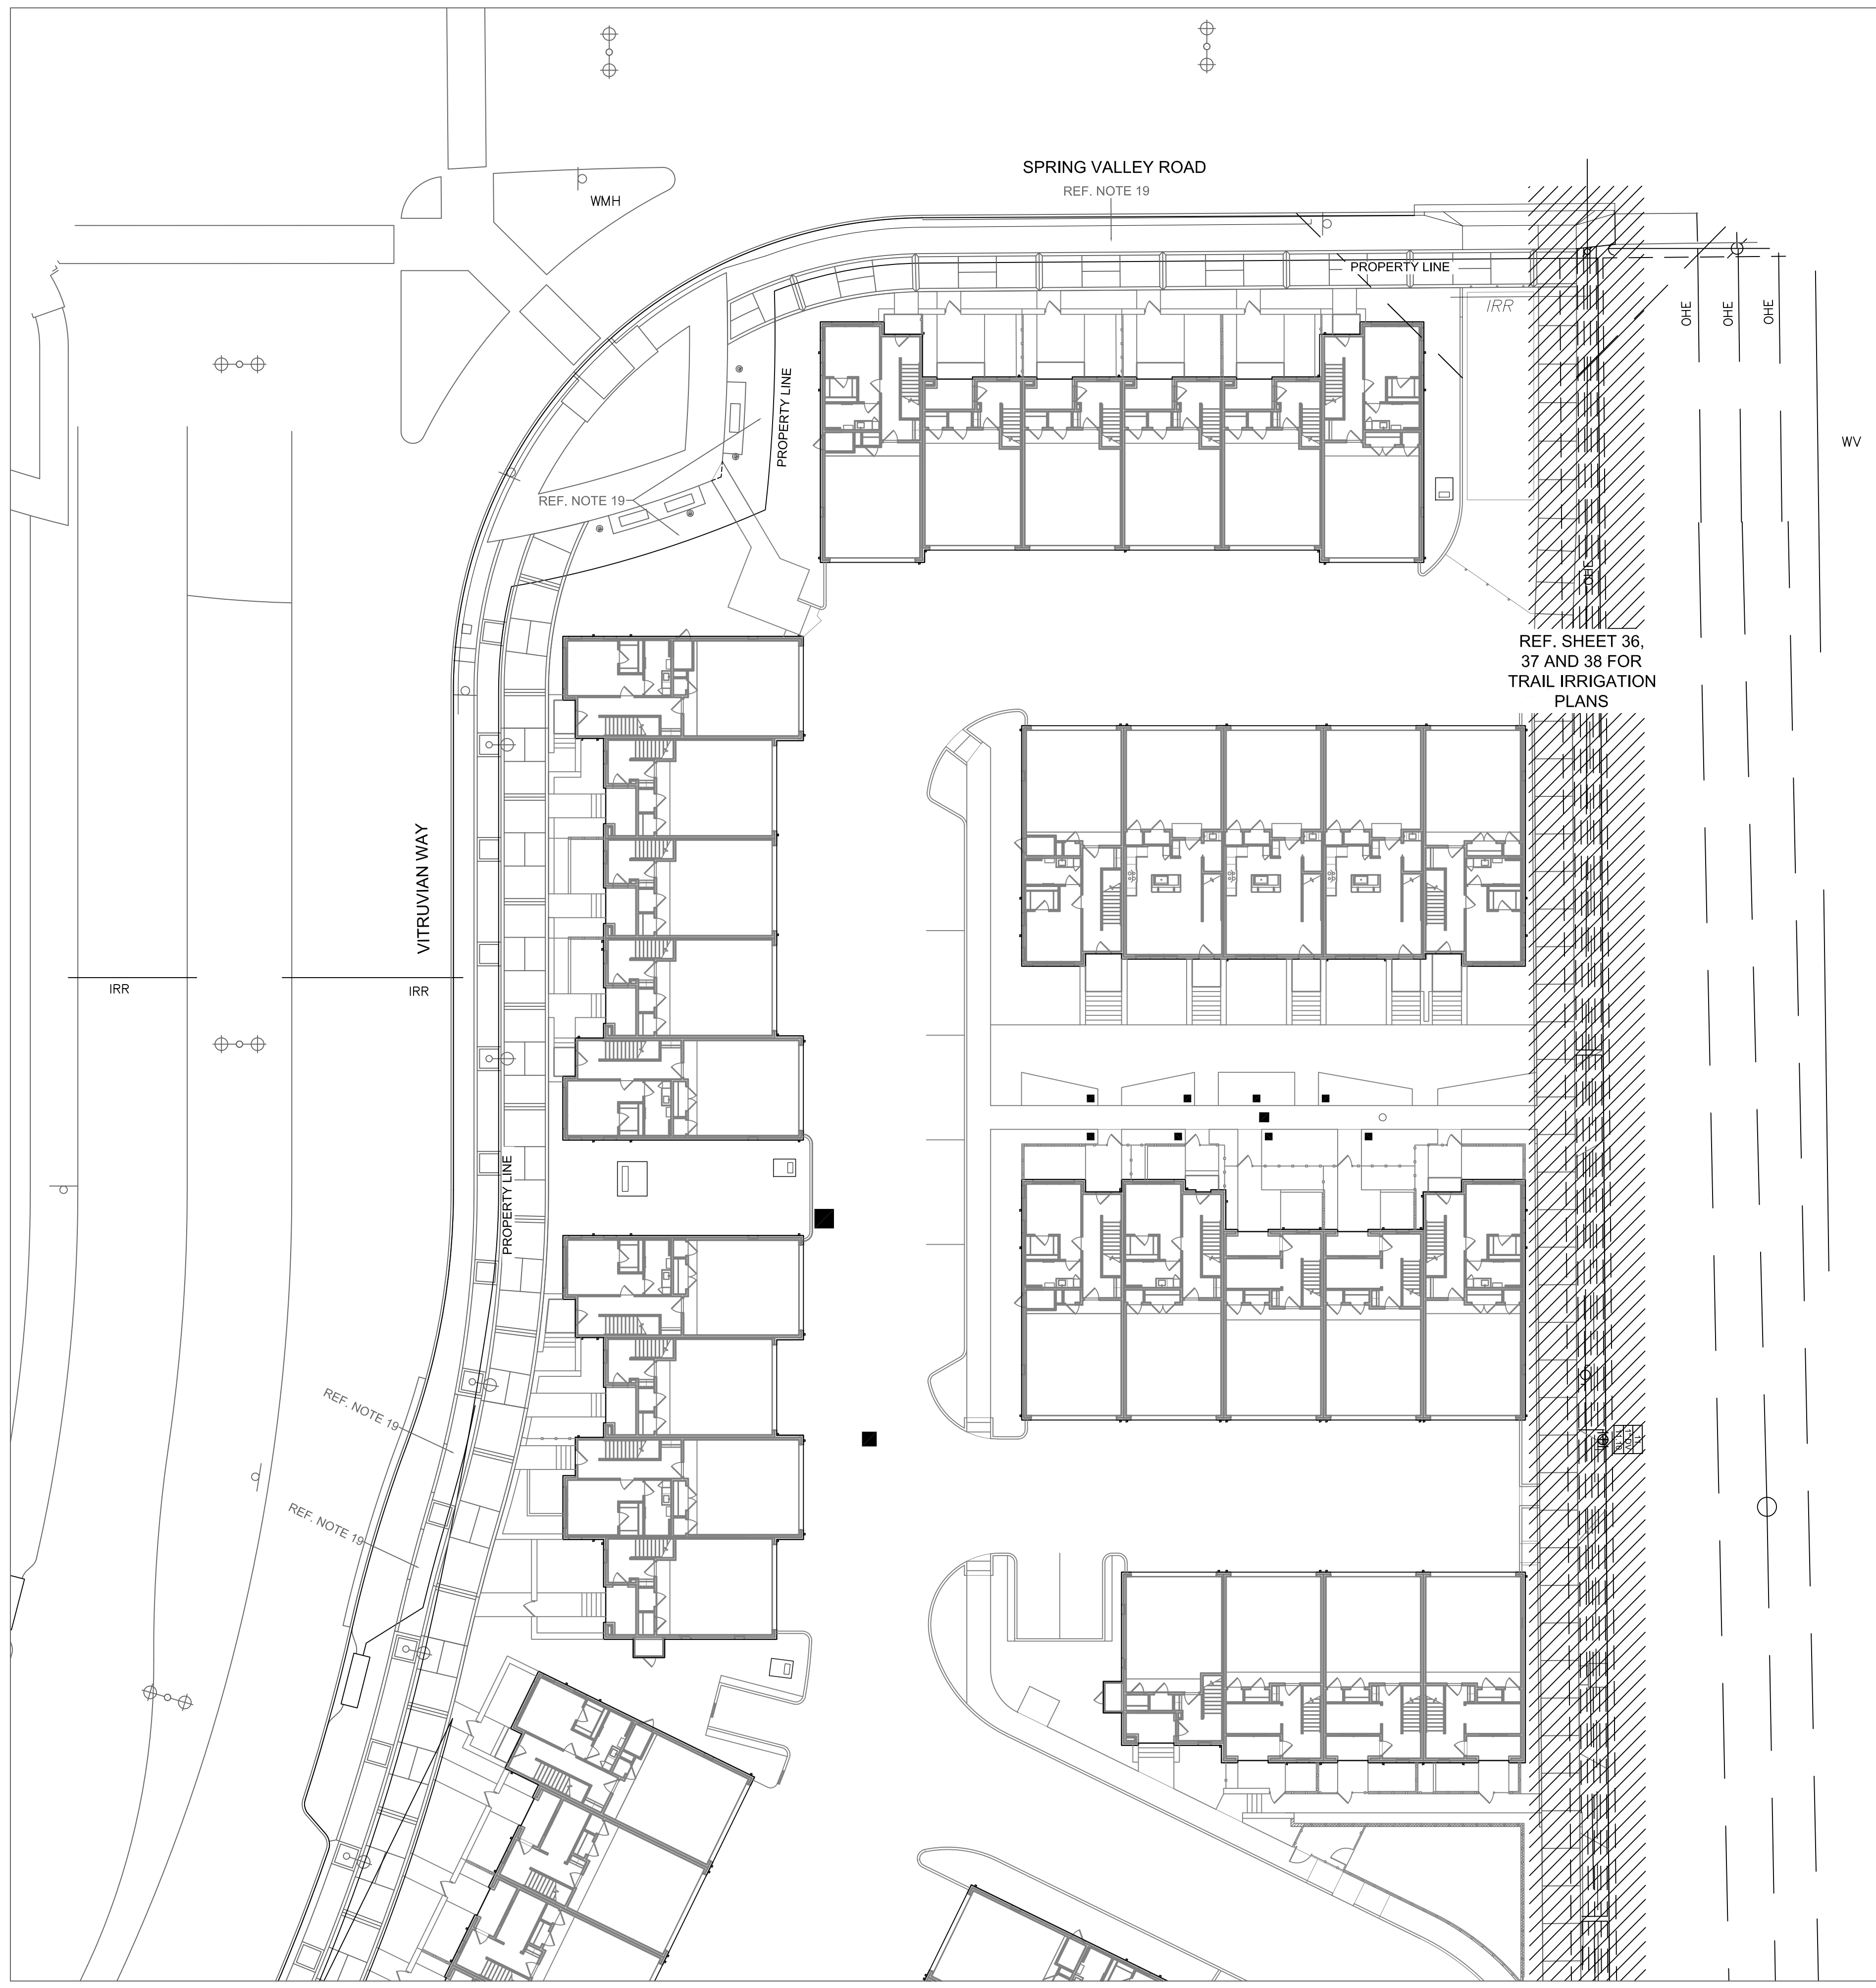 SPRING VALLEY ROAD
REF. NOTE 19
WMH
PROPERTY LINE
IRR
OHE
OHE
OHE
PROPERTY LINE
WV
REF. NOTE 19
OHE
REF. SHEET 36,
37 AND 38 FOR
TRAIL IRRIGATION
PLANS
VITRUVIAN WAY
IRR
IRR
PROPERTY LINE
REF. NOTE 19
REF. NOTE 19